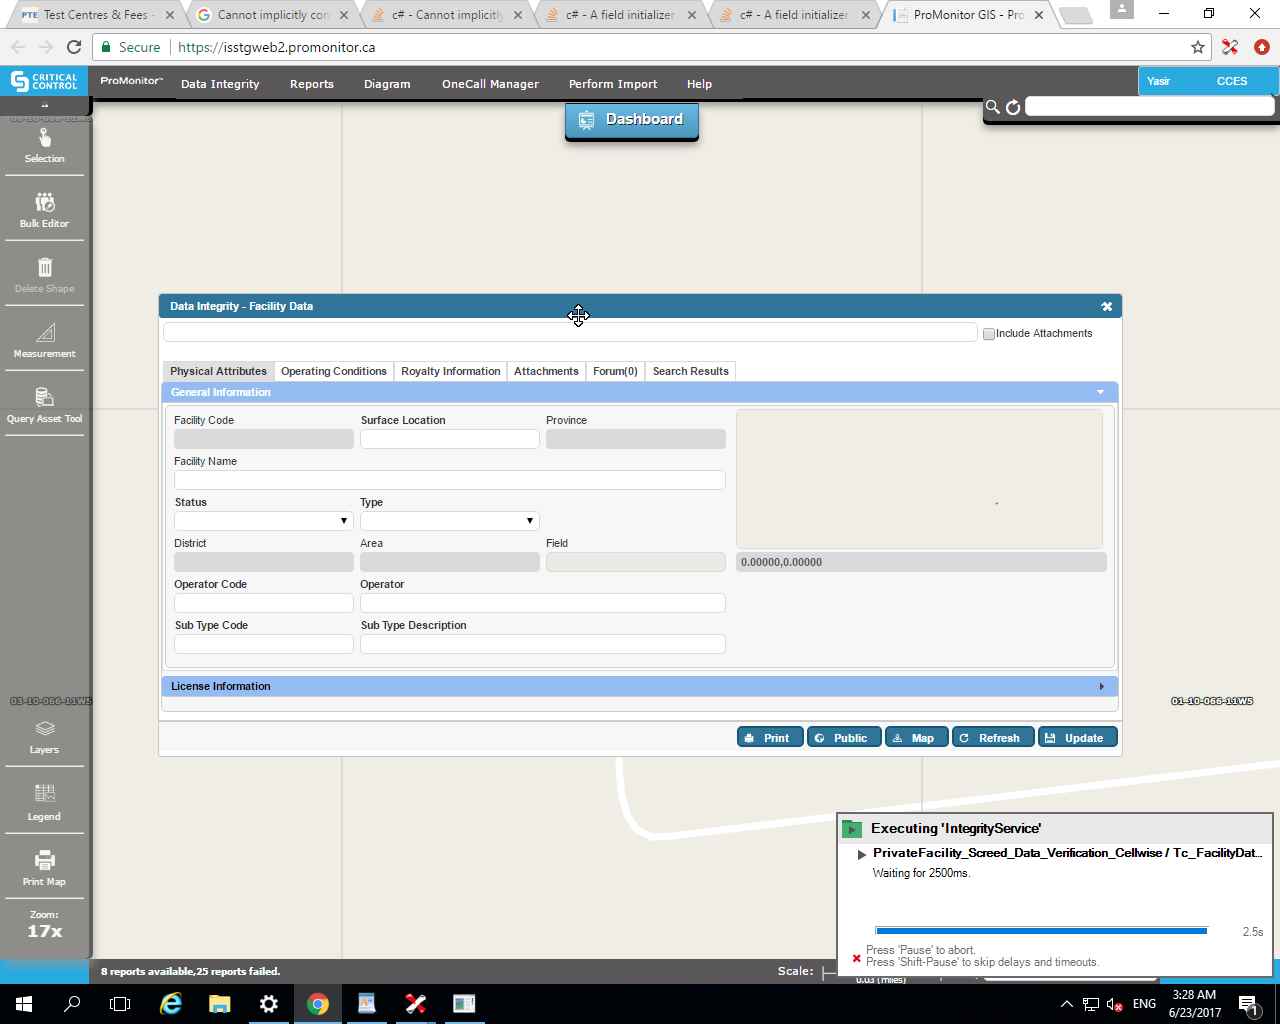 PTE Test Centres & Fees -
Cannot implicitly con
c# - Cannot implicitly
c# - A field initializer
c# - A field initialize
ProMonitor GIS - Pro
Secure
https://isstgweb2.promonitor.ca
CRITICAL CONTROL
ProMonitor™
Data Integrity
Reports
Diagram
OneCall Manager
Perform Import
Help
Yasir
CCES
Dashboard
Selection
Bulk Editor
Delete Shape
Measurement
Query Asset Tool
Data Integrity - Facility Data
Include Attachments
Physical Attributes
Operating Conditions
Royalty Information
Attachments
Forum(0)
Search Results
General Information
Facility Code
Surface Location
Province
Facility Name
Status
Type
District
Area
Field
0.00000,0.00000
Operator Code
Operator
Sub Type Code
Sub Type Description
License Information
03-10-066-11W5
01-10-066-11W5
Print
Public
Map
Refresh
Update
Layers
Legend
Print Map
Zoom:
17x
Executing 'IntegrityService'
PrivateFacility_Screed_Data_Verification_Cellwise / Tc_FacilityDat...
Waiting for 2500ms.
2.5s
Press 'Pause' to abort.
Press 'Shift-Pause' to skip delays and timeouts.
8 reports available,25 reports failed.
Scale:
0.03 (miles)
ENG
3:28 AM
6/23/2017
1